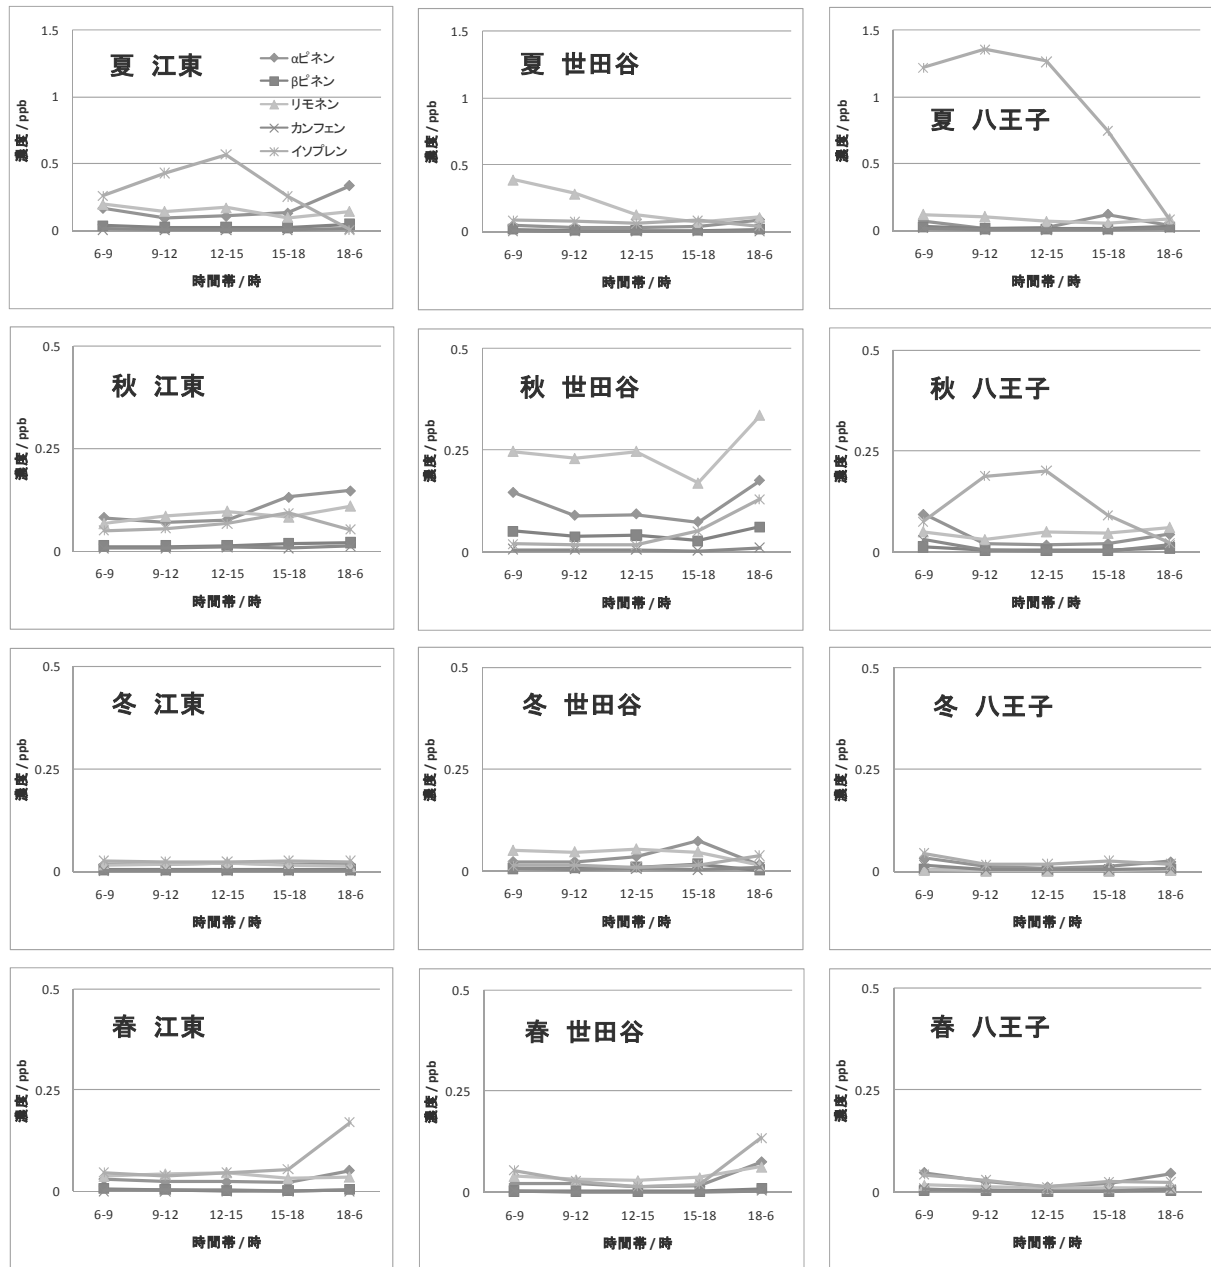 1.5
1
0.5
0
濃度 / ppb
夏 江東
αピネン
βピネン
リモネン
カンフェン
イソプレン
6-9 9-12 12-15 15-18 18-6
時間帯 / 時
1.5
1
0.5
0
濃度 / ppb
夏 世田谷
6-9 9-12 12-15 15-18 18-6
時間帯 / 時
1.5
1
0.5
0
濃度 / ppb
夏 八王子
6-9 9-12 12-15 15-18 18-6
時間帯 / 時
0.5
0.25
0
濃度 / ppb
秋 江東
6-9 9-12 12-15 15-18 18-6
時間帯 / 時
0.5
0.25
0
濃度 / ppb
秋 世田谷
6-9 9-12 12-15 15-18 18-6
時間帯 / 時
0.5
0.25
0
濃度 / ppb
秋 八王子
6-9 9-12 12-15 15-18 18-6
時間帯 / 時
0.5
0.25
0
濃度 / ppb
冬 江東
6-9 9-12 12-15 15-18 18-6
時間帯 / 時
0.5
0.25
0
濃度 / ppb
冬 世田谷
6-9 9-12 12-15 15-18 18-6
時間帯 / 時
0.5
0.25
0
濃度 / ppb
冬 八王子
6-9 9-12 12-15 15-18 18-6
時間帯 / 時
0.5
0.25
0
濃度 / ppb
春 江東
6-9 9-12 12-15 15-18 18-6
時間帯 / 時
0.5
0.25
0
濃度 / ppb
春 世田谷
6-9 9-12 12-15 15-18 18-6
時間帯 / 時
0.5
0.25
0
濃度 / ppb
春 八王子
6-9 9-12 12-15 15-18 18-6
時間帯 / 時